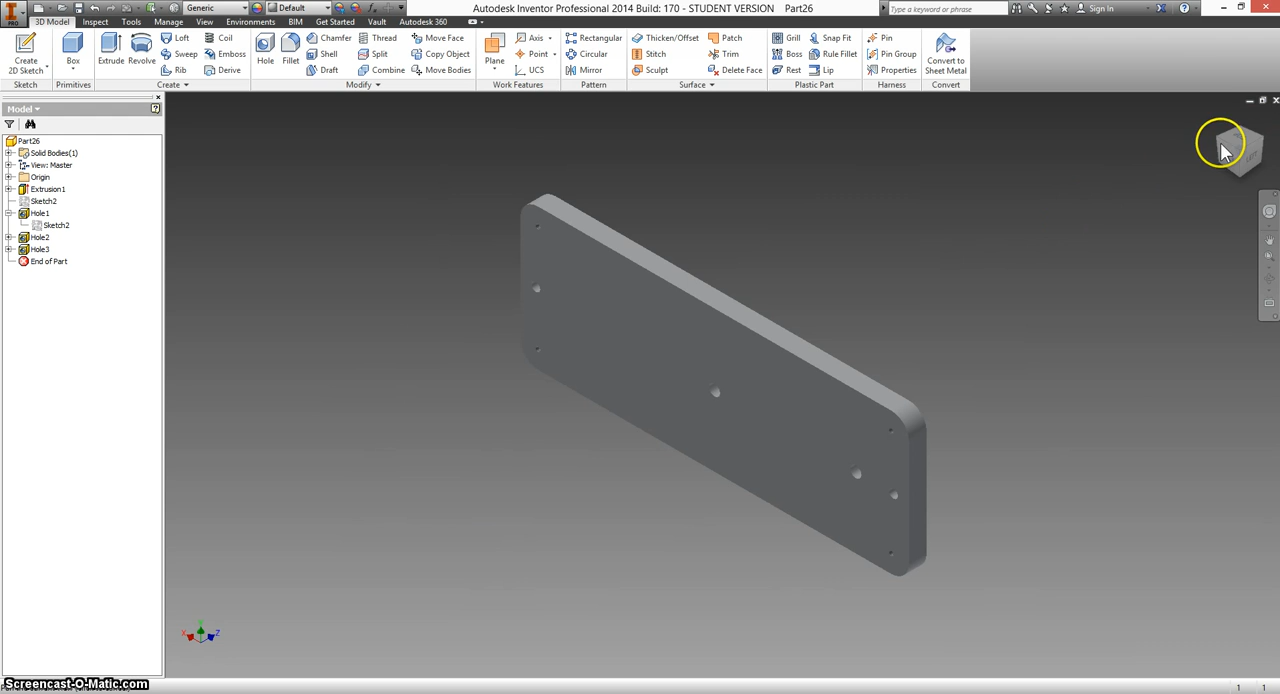 Generic Default Autodesk Inventor Professional 2014 Build: 170 - STUDENT VERSION Part26 Type a keyword or phrase Sign In
PRO 3D Model Inspect Tools Manage View Environments BIM Get Started Vault Autodesk 360
Loft Coil Chamfer Thread Move Face Axis Rectangular Thicken/Offset Patch Grill Snap Fit Pin
Sweep Emboss Shell Split Copy Object Point Circular Stitch Trim Boss Rule Fillet Pin Group
Create 2D Sketch Box Extrude Revolve Hole Fillet Plane Convert to Sheet Metal
Rib Derive Draft Combine Move Bodies UCS Mirror Sculpt Delete Face Rest Lip Properties
Sketch Primitives Create Modify Work Features Pattern Surface Plastic Part Harness Convert
Model
Part26
Solid Bodies(1)
View: Master
Origin
Extrusion1
Sketch2
Hole1
Sketch2
Hole2
Hole3
End of Part
X Y Z
Screencast-O-Matic.com
1 1